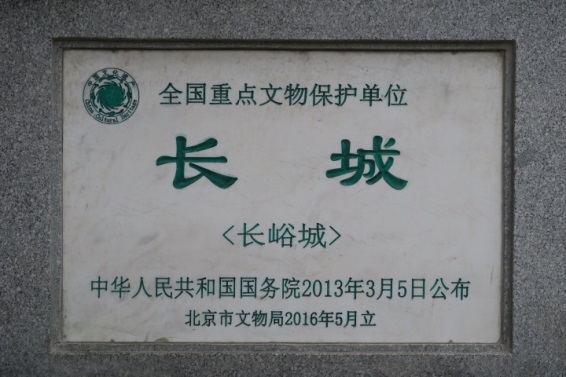 全国重点文物保护单位
长城
<长峪城>
中华人民共和国国务院2013年3月5日公布
北京市文物局2016年5月立